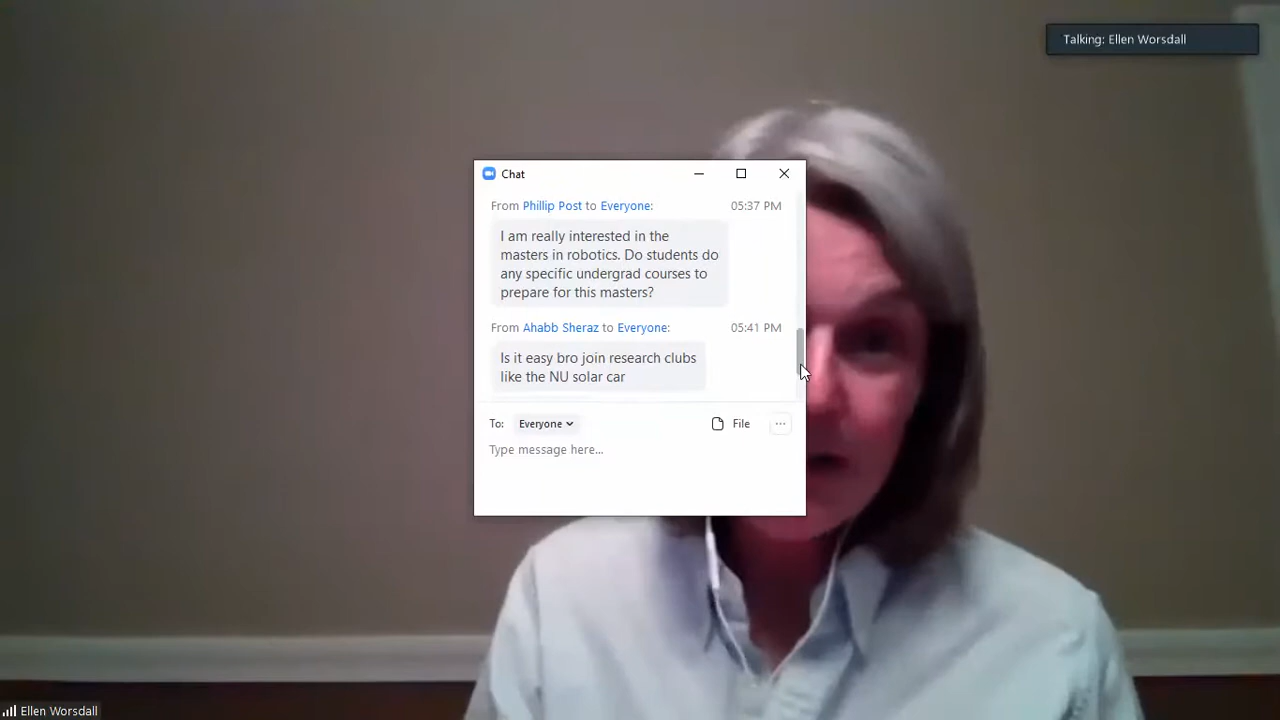 Talking: Ellen Worsdall
Chat
From Phillip Post to Everyone: 05:37 PM
I am really interested in the
masters in robotics. Do students do
any specific undergrad courses to
prepare for this masters?
From Ahabb Sheraz to Everyone: 05:41 PM
Is it easy bro join research clubs
like the NU solar car
To: Everyone File ...
Type message here...
Ellen Worsdall